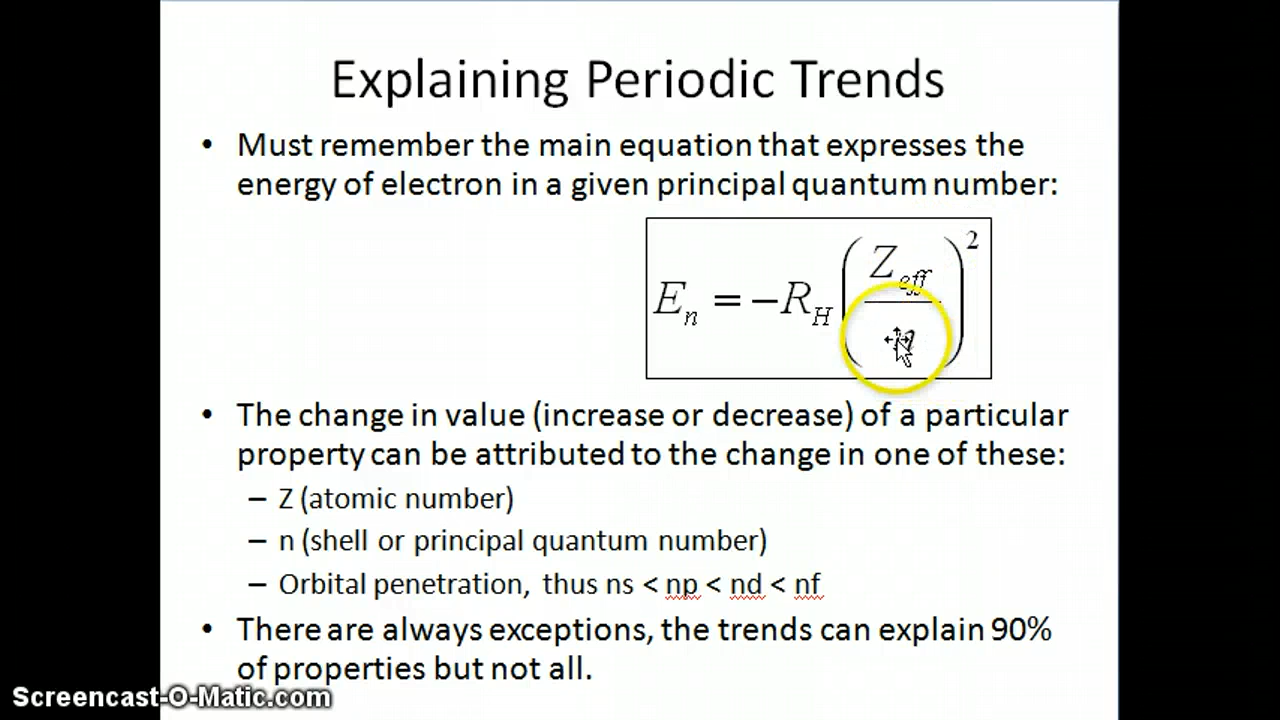 Explaining Periodic Trends
• Must remember the main equation that expresses the
energy of electron in a given principal quantum number:
E_n = −R_H (Z_eff / n)^2
• The change in value (increase or decrease) of a particular
property can be attributed to the change in one of these:
– Z (atomic number)
– n (shell or principal quantum number)
– Orbital penetration, thus ns < np < nd < nf
• There are always exceptions, the trends can explain 90%
of properties but not all.
Screencast-O-Matic.com